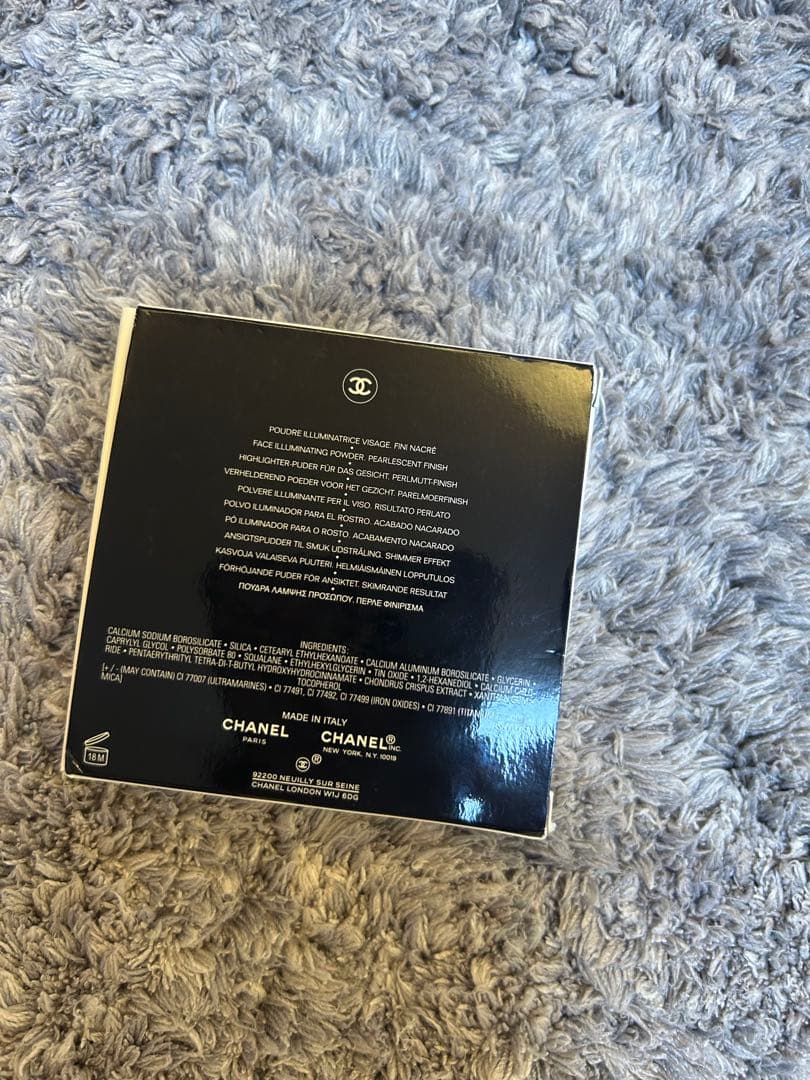 POUDRE ILLUMINATRICE VISAGE. FINI NACRÉ
•
FACE ILLUMINATING POWDER. PEARLESCENT FINISH
•
HIGHLIGHTER-PUDER FÜR DAS GESICHT. PERLMUTT-FINISH
•
VERHELDEREND POEDER VOOR HET GEZICHT. PARELMOERFINISH
•
POLVERE ILLUMINANTE PER IL VISO. RISULTATO PERLATO
•
POLVO ILUMINADOR PARA EL ROSTRO. ACABADO NACARADO
•
PÓ ILUMINADOR PARA O ROSTO. ACABAMENTO NACARADO
•
ANSIGTSPUDDER TIL SMUK UDSTRÅLING. SHIMMER EFFEKT
•
KASVOJA VALAISEVA PUUTERI. HELMIÄISMÄINEN LOPPUTULOS
•
FÖRHÖJANDE PUDER FÖR ANSIKTET. SKIMRANDE RESULTAT
•
ΠΟΥΔΡΑ ΛΑΜΨΗΣ ΠΡΟΣΩΠΟΥ. ΠΕΡΛΕ ΦΙΝΙΡΙΣΜΑ
INGREDIENTS:
CALCIUM SODIUM BOROSILICATE • SILICA • CETEARYL ETHYLHEXANOATE • CALCIUM ALUMINUM BOROSILICATE • GLYCERIN •
CAPRYLYL GLYCOL • POLYSORBATE 80 • SQUALANE • ETHYLHEXYLGLYCERIN • TIN OXIDE • 1,2-HEXANEDIOL • CALCIUM CHLO-
RIDE • PENTAERYTHRITYL TETRA-DI-T-BUTYL HYDROXYHYDROCINNAMATE • CHONDRUS CRISPUS EXTRACT • XANTHAN GUM •
TOCOPHEROL
[+ / - (MAY CONTAIN) CI 77007 (ULTRAMARINES) • CI 77491, CI 77492, CI 77499 (IRON OXIDES) • CI 77891
MICA]
MADE IN ITALY
CHANEL
PARIS
CHANEL® INC.
NEW YORK, N.Y. 10019
®
92200 NEUILLY SUR SEINE
CHANEL LONDON W1J 6DG
18 M